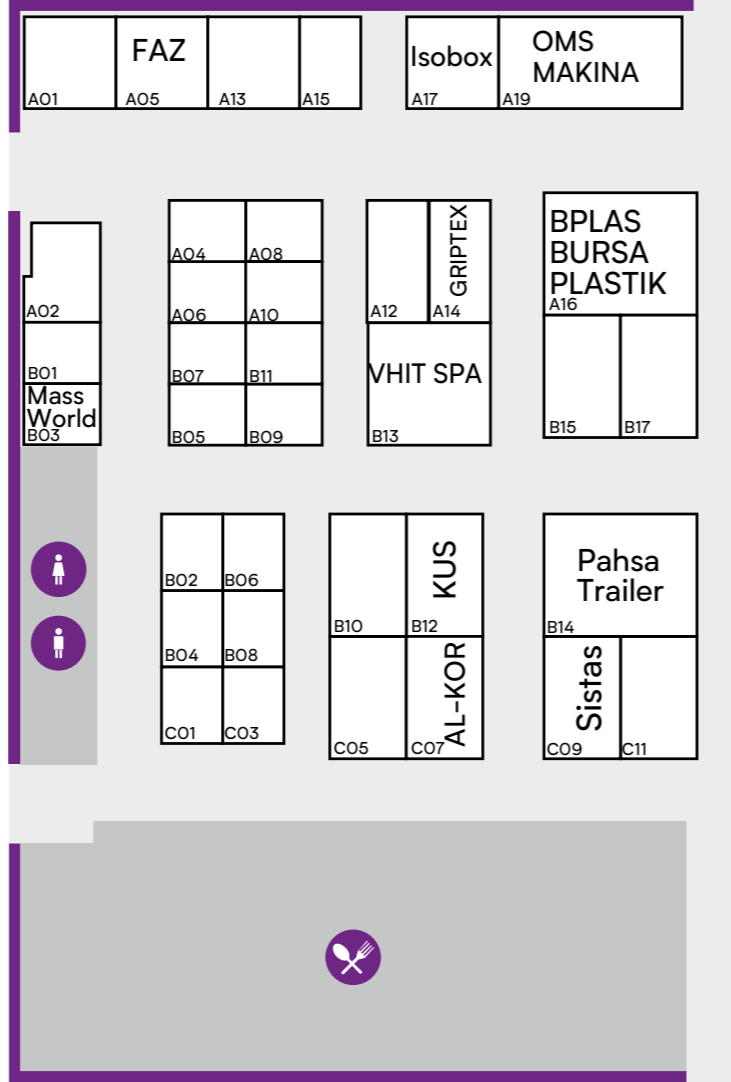 FAZ
Isobox
OMS
MAKINA
A01
A05
A13
A15
A17
A19
A04
A08
GRIPTEX
BPLAS
BURSA
PLASTIK
A16
A02
A06
A10
A12
A14
B01
B07
B11
VHIT SPA
Mass
World
B03
B05
B09
B13
B15
B17
B02
B06
KUS
Pahsa
Trailer
B10
B12
B14
B04
B08
AL-KOR
Sistas
C01
C03
C05
C07
C09
C11